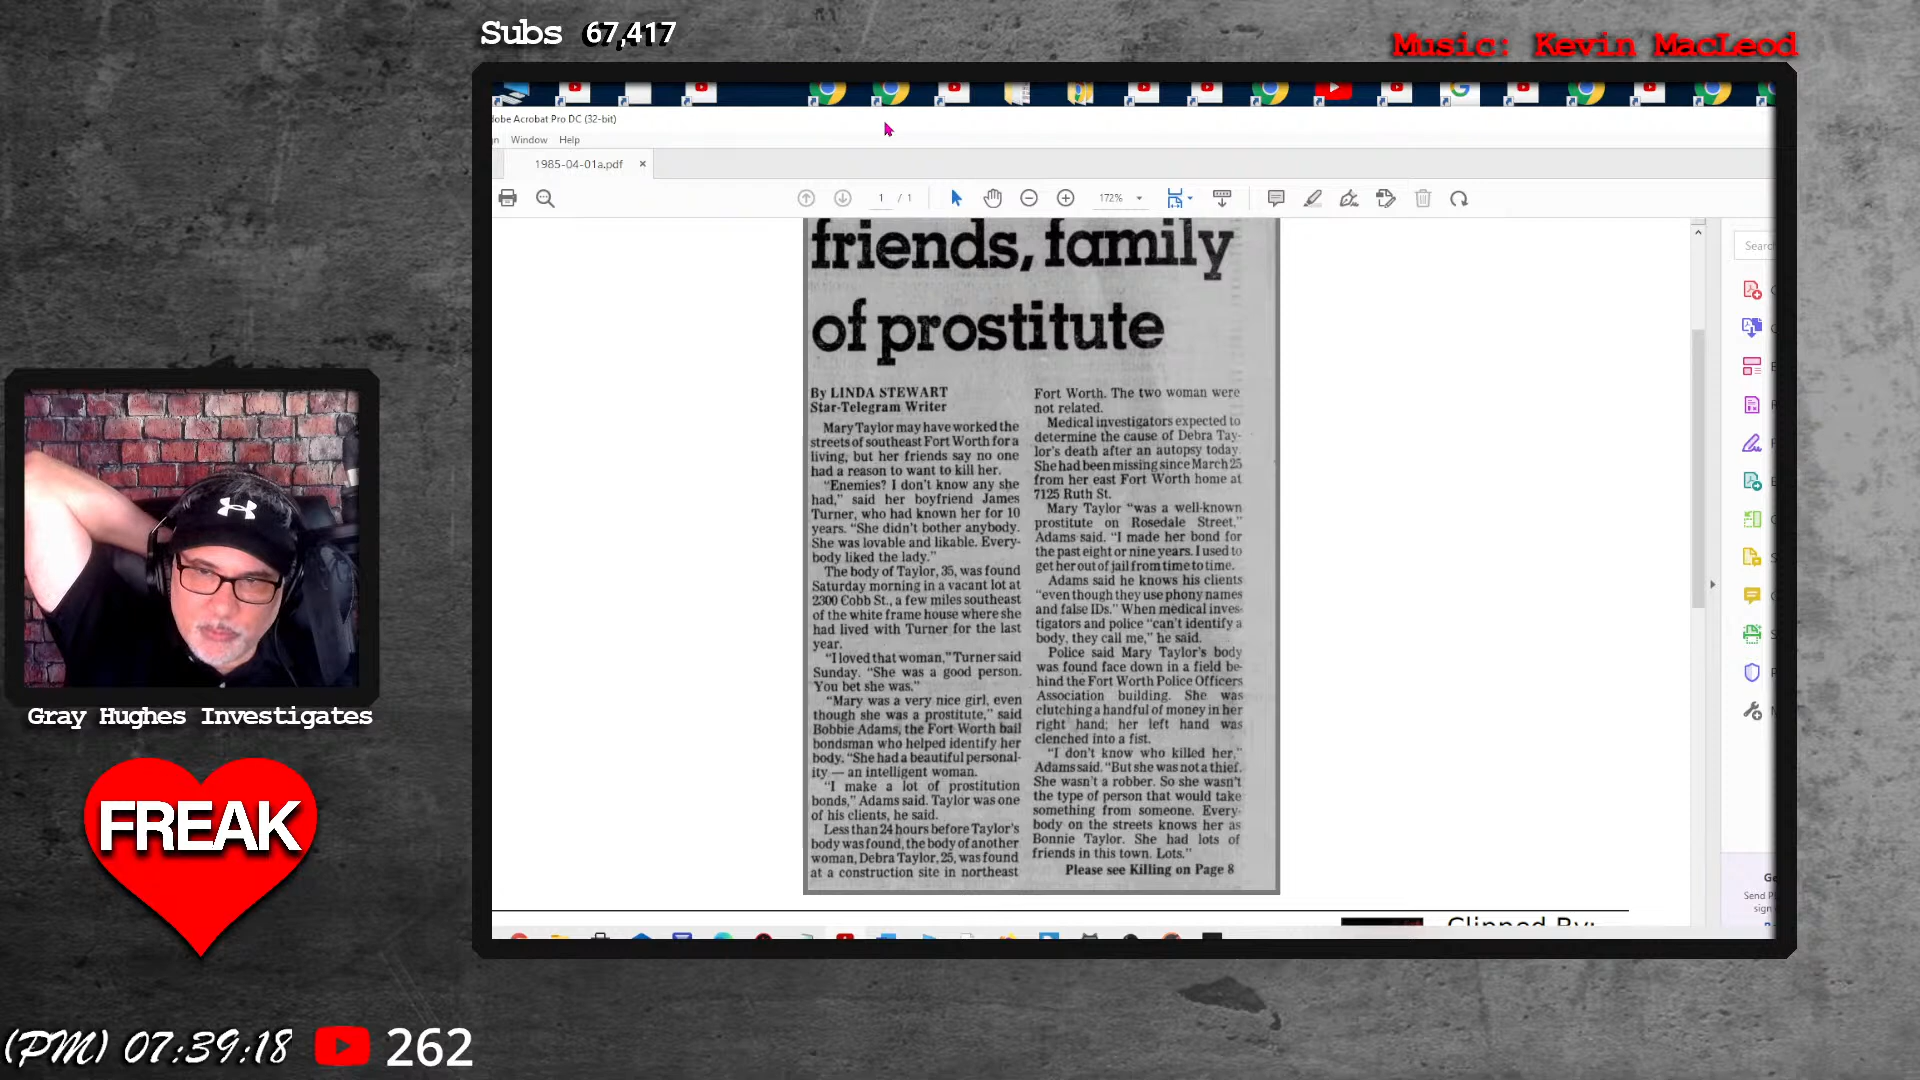 Subs 67,417
Music: Kevin MacLeod
dobe Acrobat Pro DC (32-bit)
Window Help
1985-04-01a.pdf ×
1 / 1
172%
Searc
friends, family
of prostitute
By LINDA STEWART
Star-Telegram Writer
Mary Taylor may have worked the
streets of southeast Fort Worth for a
living, but her friends say no one
had a reason to want to kill her.
"Enemies? I don't know any she
had," said her boyfriend James
Turner, who had known her for 10
years. "She didn't bother anybody.
She was lovable and likable. Every-
body liked the lady."
The body of Taylor, 35, was found
Saturday morning in a vacant lot at
2300 Cobb St., a few miles southeast
of the white frame house where she
had lived with Turner for the last
year.
"I loved that woman," Turner said
Sunday. "She was a good person.
You bet she was."
"Mary was a very nice girl, even
though she was a prostitute," said
Bobbie Adams, the Fort Worth bail
bondsman who helped identify her
body. "She had a beautiful personal-
ity — an intelligent woman.
"I make a lot of prostitution
bonds," Adams said. Taylor was one
of his clients, he said.
Less than 24 hours before Taylor's
body was found, the body of another
woman, Debra Taylor, 25, was found
at a construction site in northeast
Fort Worth. The two woman were
not related.
Medical investigators expected to
determine the cause of Debra Tay-
lor's death after an autopsy today.
She had been missing since March 25
from her east Fort Worth home at
7125 Ruth St.
Mary Taylor "was a well-known
prostitute on Rosedale Street,"
Adams said. "I made her bond for
the past eight or nine years. I used to
get her out of jail from time to time.
Adams said he knows his clients
"even though they use phony names
and false IDs." When medical inves-
tigators and police "can't identify a
body, they call me," he said.
Police said Mary Taylor's body
was found face down in a field be-
hind the Fort Worth Police Officers
Association building. She was
clutching a handful of money in her
right hand; her left hand was
clenched into a fist.
"I don't know who killed her,"
Adams said. "But she was not a thief.
She wasn't a robber. So she wasn't
the type of person that would take
something from someone. Every-
body on the streets knows her as
Bonnie Taylor. She had lots of
friends in this town. Lots."
Please see Killing on Page 8
Clipped By:
Send P
sign
Gray Hughes Investigates
FREAK
(PM) 07:39:18
262